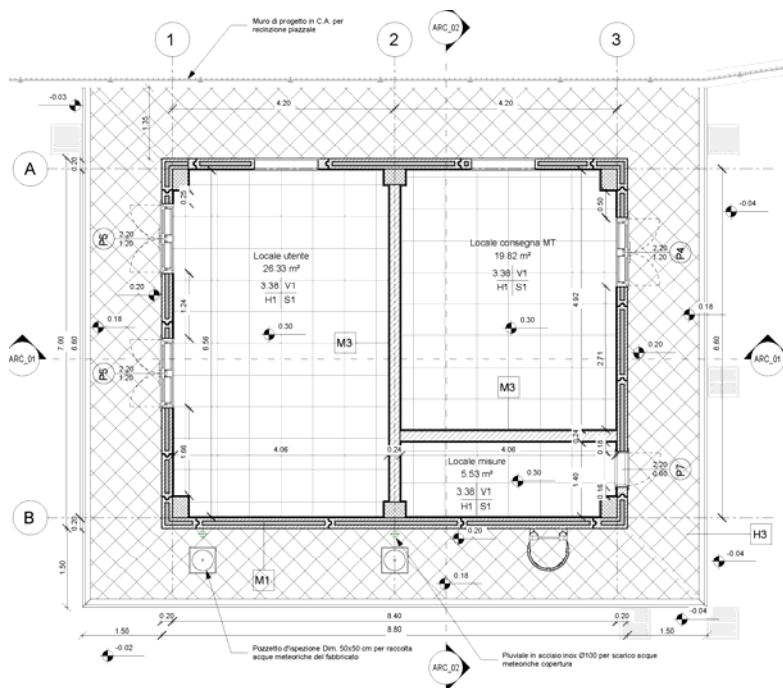 Muro di progetto in C.A. per
recinzione piazzale
1
2
3
ARC_02
-0.03
1.35
4.20
4.20
0.20
A
-0.04
0.25
0.50
P5
2.20
1.20
Locale utente
26.33 m²
3.38 V1
H1 S1
Locale consegna MT
19.82 m²
3.38 V1
H1 S1
2.20
1.20
P4
0.20
0.18
1.24
0.30
0.30
4.92
0.18
0.20
7.00
6.60
6.56
6.60
M3
ARC_01
ARC_01
P5
2.20
1.20
2.71
M3
1.66
4.06
0.24
4.06
0.24
0.18
Locale misure
5.53 m²
0.30
3.38 V1
H1 S1
1.40
0.16
2.20
0.60
P7
B
0.20
0.20
H3
1.50
M1
0.18
-0.04
0.20
8.40
0.20
-0.04
1.50
8.80
1.50
-0.02
Pozzetto d'ispezione Dim. 50x50 cm per raccolta
acque meteoriche del fabbricato
ARC_02
Pluviale in acciaio inox Ø100 per scarico acque
meteoriche copertura